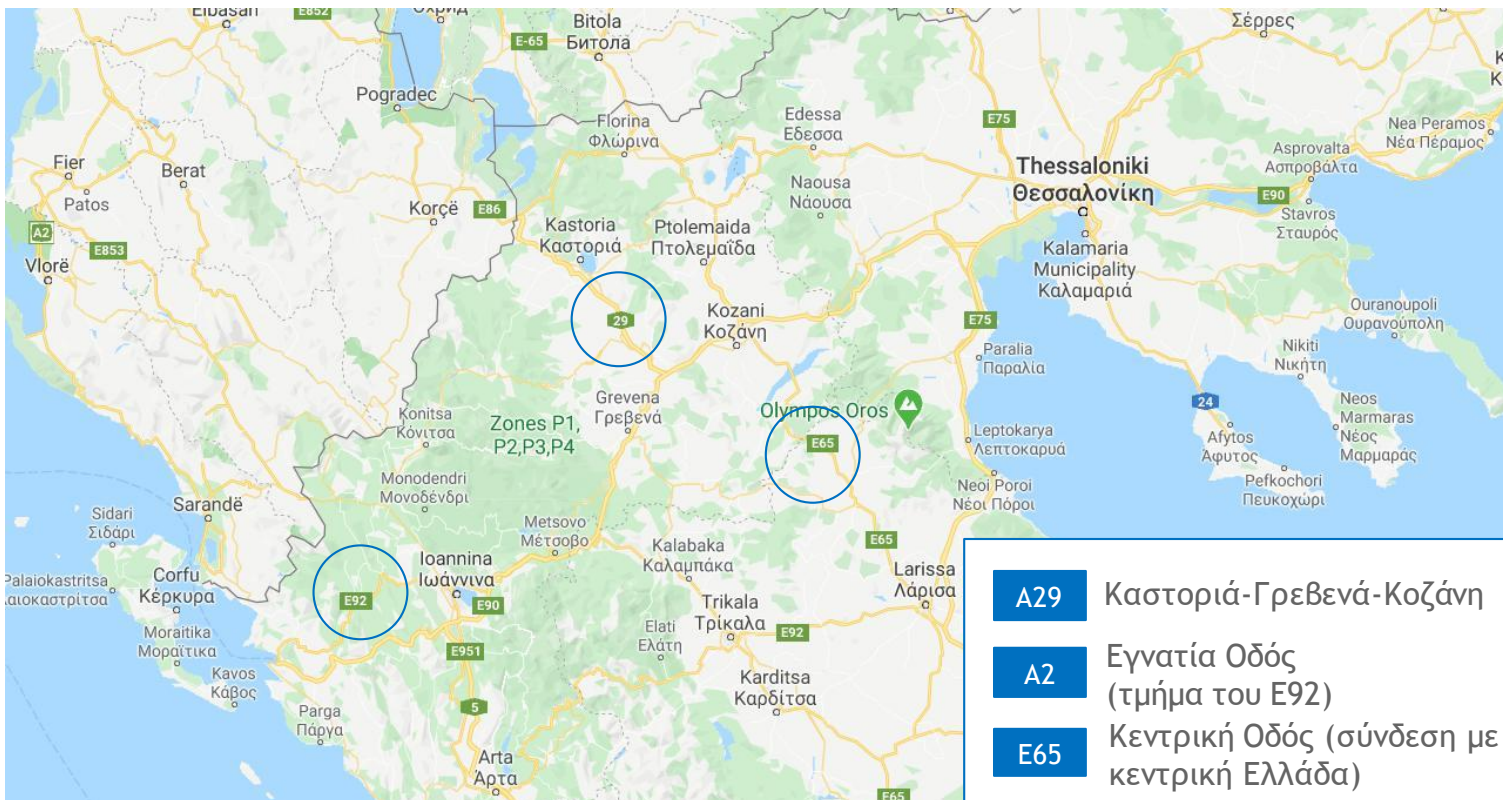 Elbasan
E852
Охрид
Bitola
Битола
E-65
Σέρρες
Pogradec
Florina
Φλώρινα
Edessa
Εδεσσα
E75
Nea Peramos
Νέα Πέραμος
Thessaloniki
Θεσσαλονίκη
Asprovalta
Ασπροβάλτα
Fier
Berat
Patos
Korçë
E86
Naousa
Νάουσα
E90
Stavros
Σταυρός
Kastoria
Καστοριά
Ptolemaida
Πτολεμαΐδα
A2
E853
Vlorë
Kalamaria
Municipality
Καλαμαριά
29
Kozani
Κοζάνη
E75
Ouranoupoli
Ουρανούπολη
Paralia
Παραλία
Nikiti
Νικήτη
Grevena
Γρεβενά
Konitsa
Κόνιτσα
Zones P1,
P2,P3,P4
Olympos Oros
24
Neos
Marmaras
Νέος
Μαρμαράς
E65
Leptokarya
Λεπτοκαρυά
Afytos
Άφυτος
Monodendri
Μονοδένδρι
Neoi Poroi
Νέοι Πόροι
Pefkochori
Πευκοχώρι
Sarandë
Sidari
Σιδάρι
Metsovo
Μέτσοβο
Ioannina
Ιωάννινα
Kalabaka
Καλαμπάκα
E65
Larissa
Λάρισα
Palaiokastritsa
λαιοκαστρίτσα
Corfu
Κέρκυρα
E92
E90
Trikala
Τρίκαλα
E92
Moraitika
Μοραίτικα
Elati
Ελάτη
E951
Kavos
Κάβος
Karditsa
Καρδίτσα
Parga
Πάργα
5
Arta
Άρτα
E65
A29 Καστοριά-Γρεβενά-Κοζάνη
A2 Εγνατία Οδός
(τμήμα του Ε92)
E65 Κεντρική Οδός (σύνδεση με
κεντρική Ελλάδα)